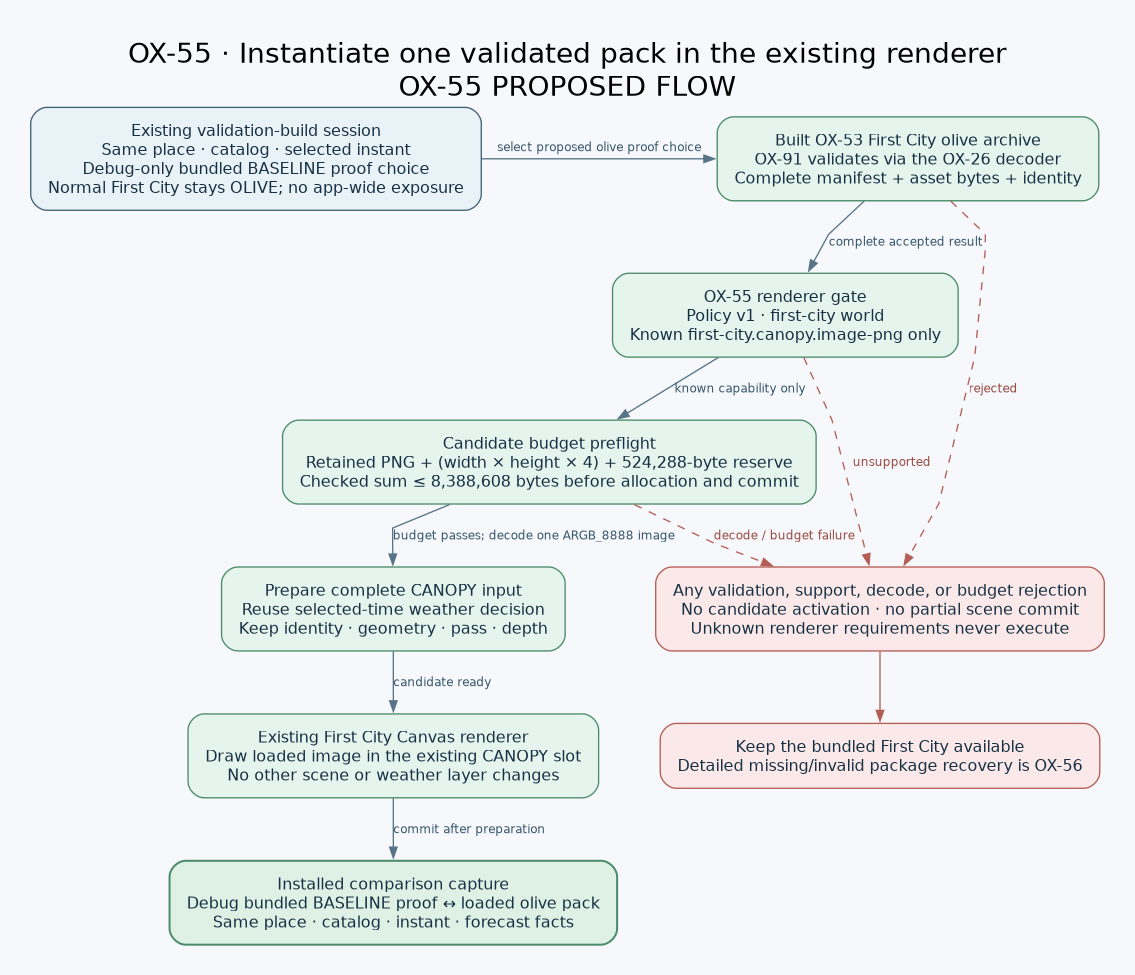 OX-55 · Instantiate one validated pack in the existing renderer
OX-55 PROPOSED FLOW
Existing validation-build session
Same place · catalog · selected instant
Debug-only bundled BASELINE proof choice
Normal First City stays OLIVE; no app-wide exposure
select proposed olive proof choice
Built OX-53 First City olive archive
OX-91 validates via the OX-26 decoder
Complete manifest + asset bytes + identity
complete accepted result
OX-55 renderer gate
Policy v1 · first-city world
Known first-city.canopy.image-png only
known capability only
rejected
Candidate budget preflight
Retained PNG + (width × height × 4) + 524,288-byte reserve
Checked sum ≤ 8,388,608 bytes before allocation and commit
unsupported
budget passes; decode one ARGB_8888 image
decode / budget failure
Prepare complete CANOPY input
Reuse selected-time weather decision
Keep identity · geometry · pass · depth
Any validation, support, decode, or budget rejection
No candidate activation · no partial scene commit
Unknown renderer requirements never execute
candidate ready
Existing First City Canvas renderer
Draw loaded image in the existing CANOPY slot
No other scene or weather layer changes
Keep the bundled First City available
Detailed missing/invalid package recovery is OX-56
commit after preparation
Installed comparison capture
Debug bundled BASELINE proof ↔ loaded olive pack
Same place · catalog · instant · forecast facts